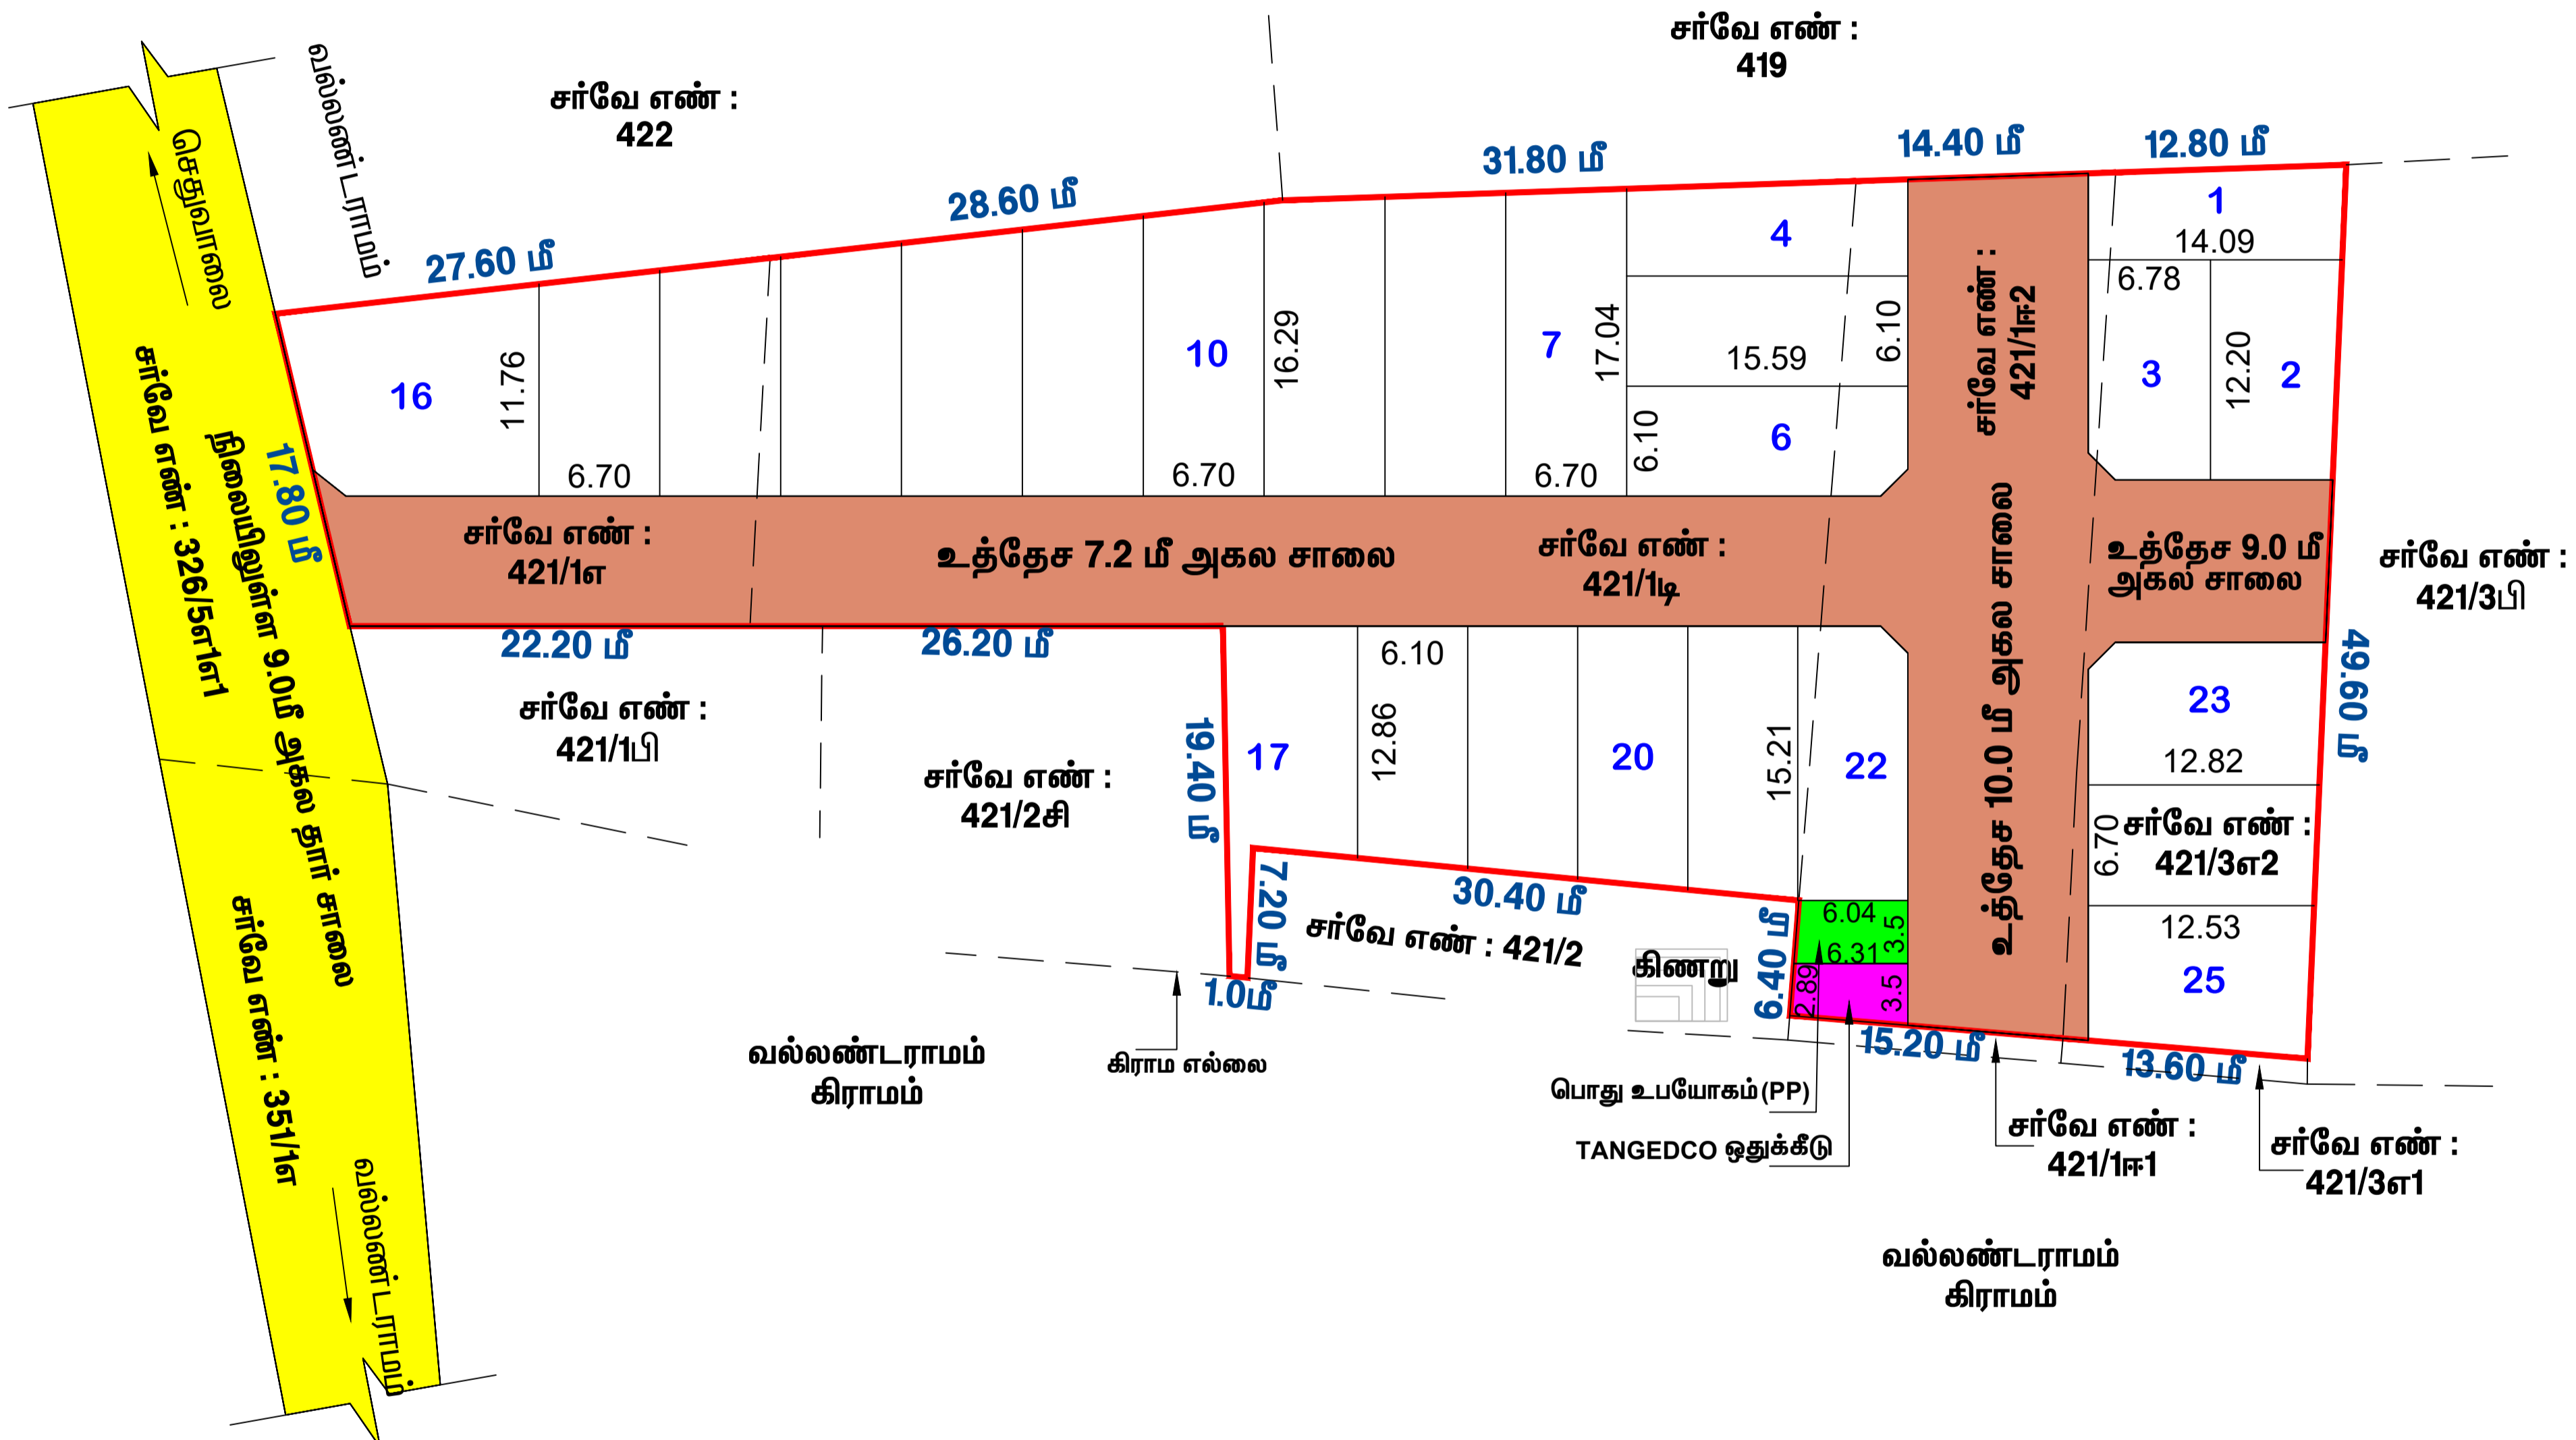 சர்வே எண் :
419
சர்வே எண் :
422
வல்லண்டராமம்
செதுவாலை
27.60 மீ
28.60 மீ
31.80 மீ
14.40 மீ
12.80 மீ
1
14.09
4
6.78
3
12.20
2
16
11.76
6.70
10
16.29
6.70
7
17.04
6.70
15.59
6.10
6.10
6
சர்வே எண் :
421/1ஈ2
17.80 மீ
சர்வே எண் : 326/5எ1எ1
நிலையிலுள்ள 9.0மீ அகல தார் சாலை
சர்வே எண் :
421/1எ
உத்தேச 7.2 மீ அகல சாலை
சர்வே எண் :
421/1டி
உத்தேச 10.0 மீ அகல சாலை
உத்தேச 9.0 மீ
அகல சாலை
சர்வே எண் :
421/3பி
22.20 மீ
26.20 மீ
சர்வே எண் :
421/1பி
சர்வே எண் :
421/2சி
19.40 மீ
17
6.10
12.86
20
15.21
22
23
12.82
49.60 மீ
6.70
சர்வே எண் :
421/3எ2
12.53
25
7.20 மீ
30.40 மீ
சர்வே எண் : 421/2
கிணறு
6.40 மீ
6.04
3.5
6.31
2.89
3.5
1.0மீ
15.20 மீ
13.60 மீ
சர்வே எண் : 351/1எ
வல்லண்டராமம்
வல்லண்டராமம்
கிராமம்
கிராம எல்லை
பொது உபயோகம்(PP)
TANGEDCO ஒதுக்கீடு
சர்வே எண் :
421/1ஈ1
சர்வே எண் :
421/3எ1
வல்லண்டராமம்
கிராமம்